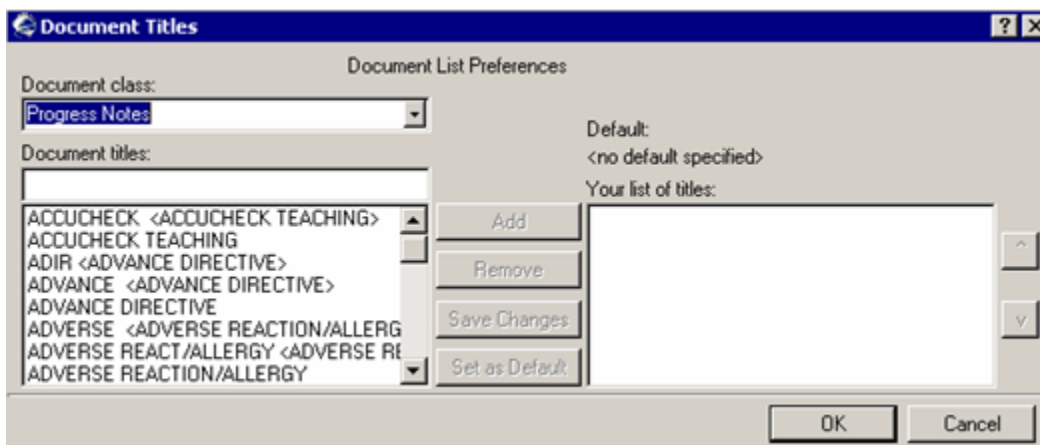 Document Titles
Document List Preferences
Document class:
Progress Notes
Document titles:
ACCUCHECK <ACCUCHECK TEACHING>
ACCUCHECK TEACHING
ADIR <ADVANCE DIRECTIVE>
ADVANCE <ADVANCE DIRECTIVE>
ADVANCE DIRECTIVE
ADVERSE <ADVERSE REACTION/ALLERG
ADVERSE REACT/ALLERGY <ADVERSE RE
ADVERSE REACTION/ALLERGY
Add
Remove
Save Changes
Set as Default
Default:
<no default specified>
Your list of titles:
OK
Cancel